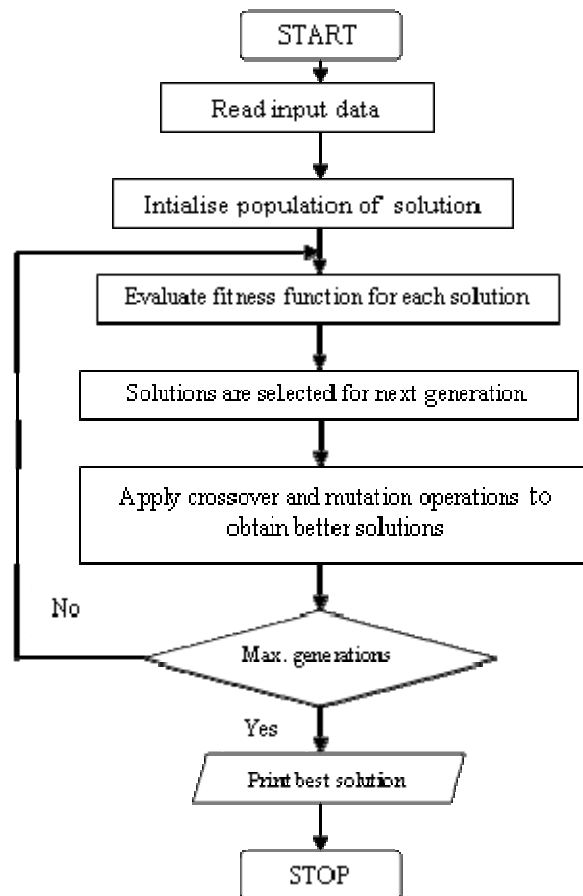 START
Read input data
Intialise population of solution
Evaluate fitness function for each solution
Solutions are selected for next generation
Apply crossover and mutation operations to
obtain better solutions
No
Max. generations
Yes
Print best solution
STOP